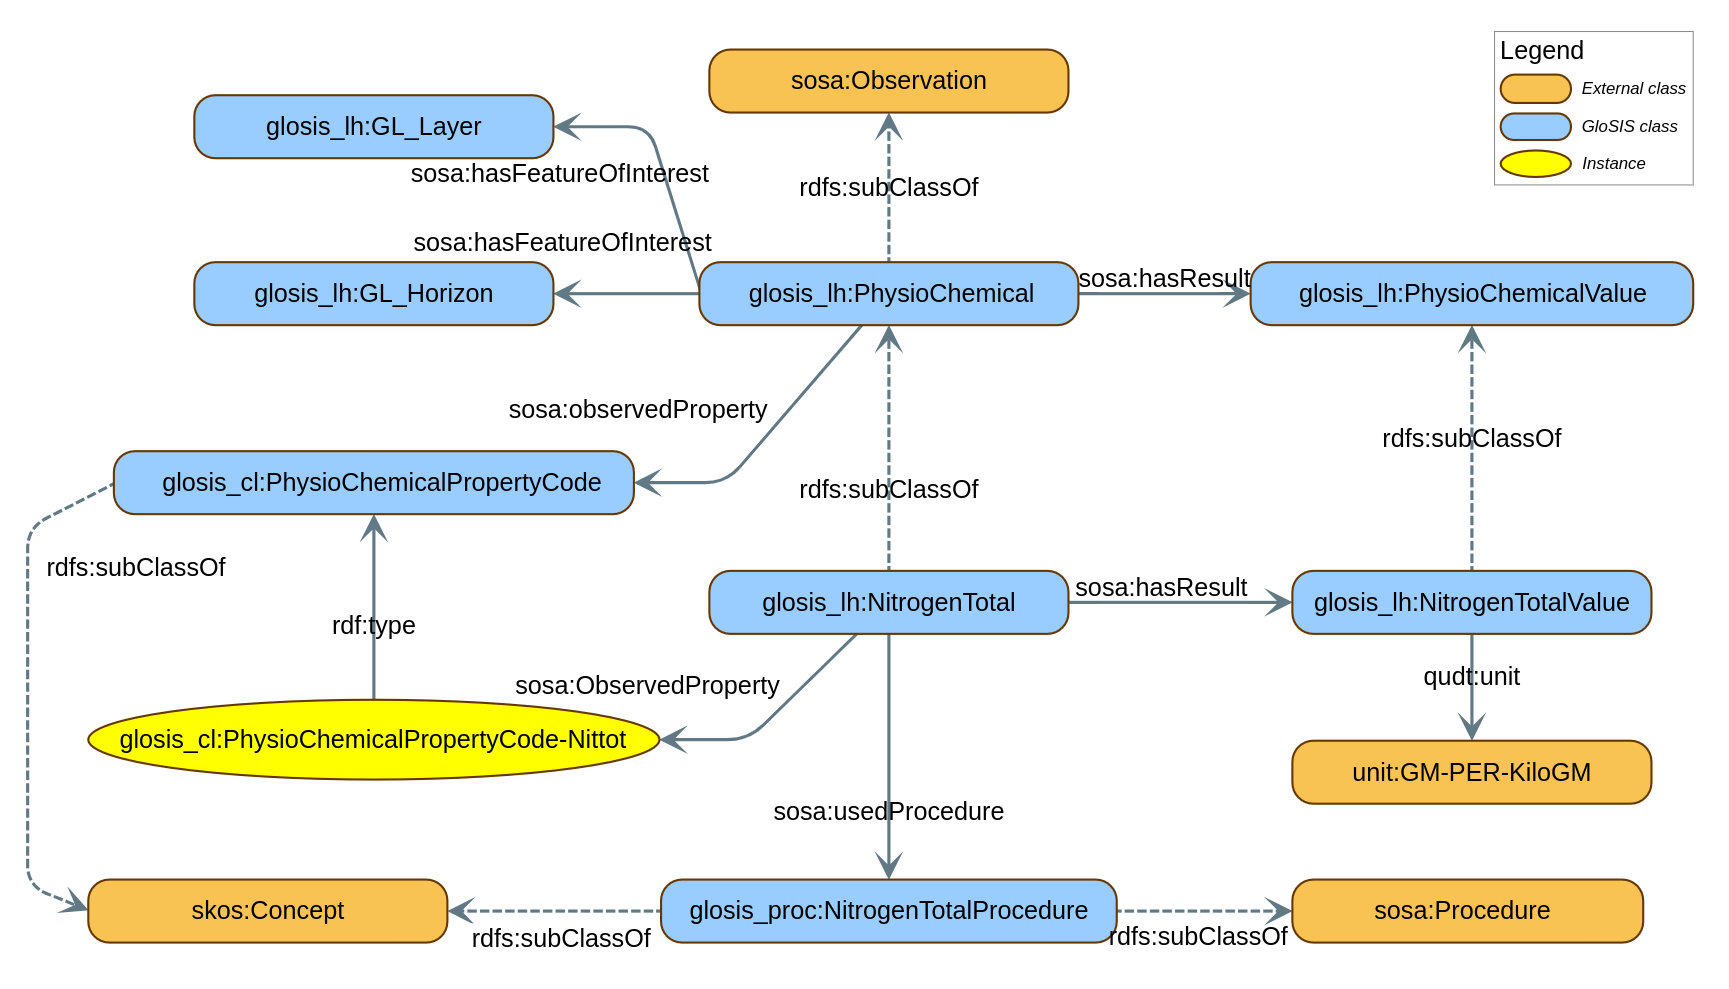 Legend
External class
GloSIS class
Instance
sosa:Observation
glosis_lh:GL_Layer
sosa:hasFeatureOfInterest
rdfs:subClassOf
sosa:hasFeatureOfInterest
glosis_lh:GL_Horizon
glosis_lh:PhysioChemical
sosa:hasResult
glosis_lh:PhysioChemicalValue
sosa:observedProperty
rdfs:subClassOf
glosis_cl:PhysioChemicalPropertyCode
rdfs:subClassOf
rdfs:subClassOf
rdf:type
glosis_lh:NitrogenTotal
sosa:hasResult
glosis_lh:NitrogenTotalValue
sosa:ObservedProperty
qudt:unit
glosis_cl:PhysioChemicalPropertyCode-Nittot
unit:GM-PER-KiloGM
sosa:usedProcedure
skos:Concept
rdfs:subClassOf
glosis_proc:NitrogenTotalProcedure
rdfs:subClassOf
sosa:Procedure